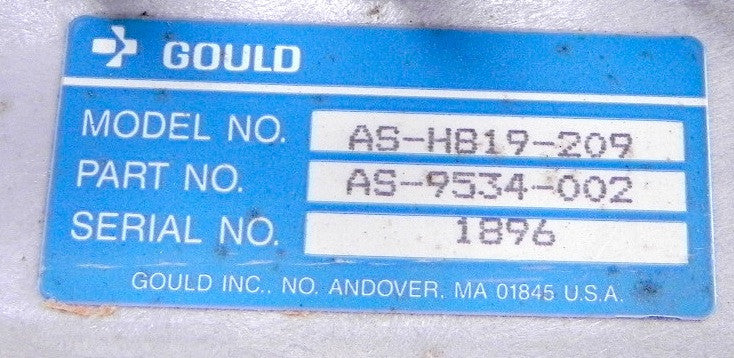 GOULD
MODEL NO. AS-H819-209
PART NO. AS-9534-002
SERIAL NO. 1896
GOULD INC., NO. ANDOVER, MA 01845 U.S.A.